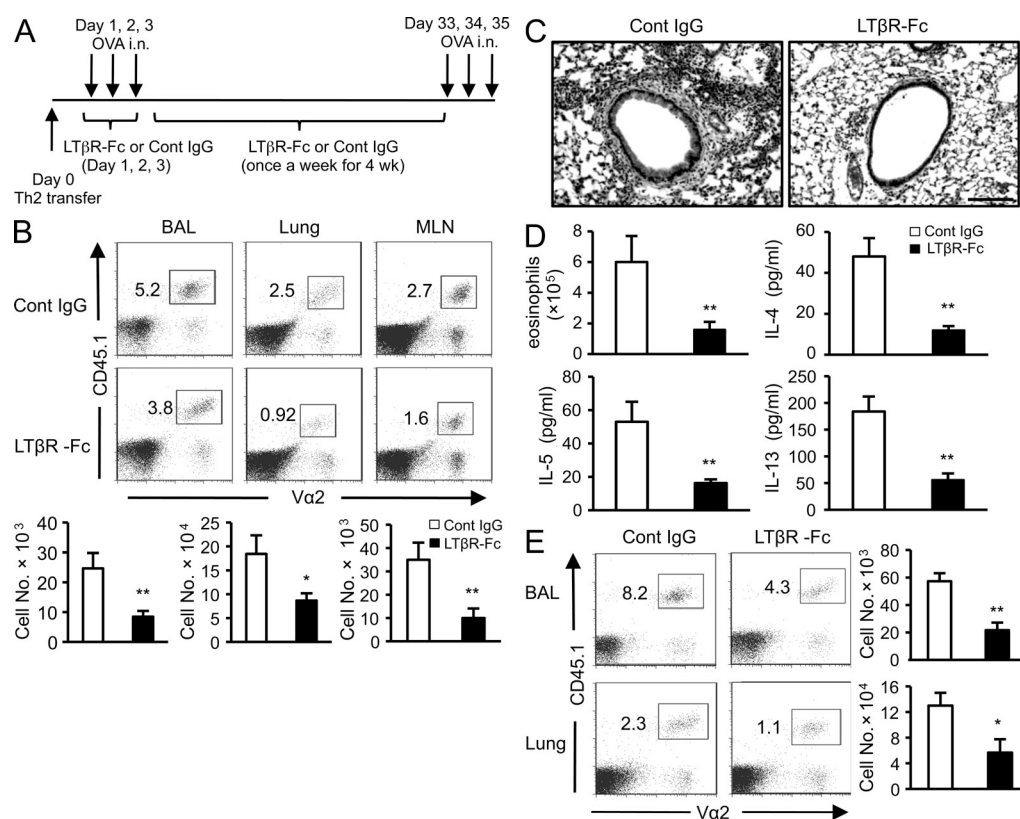 A
Day 1, 2, 3
OVA i.n.
Day 33, 34, 35
OVA i.n.
LTβR-Fc or Cont IgG
(Day 1, 2, 3)
LTβR-Fc or Cont IgG
(once a week for 4 wk)
Day 0
Th2 transfer
B
BAL
Lung
MLN
Cont IgG
5.2
2.5
2.7
CD45.1
LTβR -Fc
3.8
0.92
1.6
Vα2
Cell No. × 10³
40
30
20
10
0
**
Cell No. × 10⁴
25
20
15
10
5
0
*
Cell No. × 10³
50
40
30
20
10
0
**
Cont IgG
LTβR-Fc
C
Cont IgG
LTβR-Fc
D
eosinophils
(×10⁵)
8
6
4
2
0
**
IL-4 (pg/ml)
60
40
20
0
**
Cont IgG
LTβR-Fc
IL-5 (pg/ml)
80
60
40
20
0
**
IL-13 (pg/ml)
250
200
150
100
50
0
**
E
Cont IgG
LTβR -Fc
BAL
8.2
4.3
Cell No. × 10³
80
60
40
20
0
**
CD45.1
Lung
2.3
1.1
Cell No. × 10⁴
16
12
8
4
0
*
Vα2